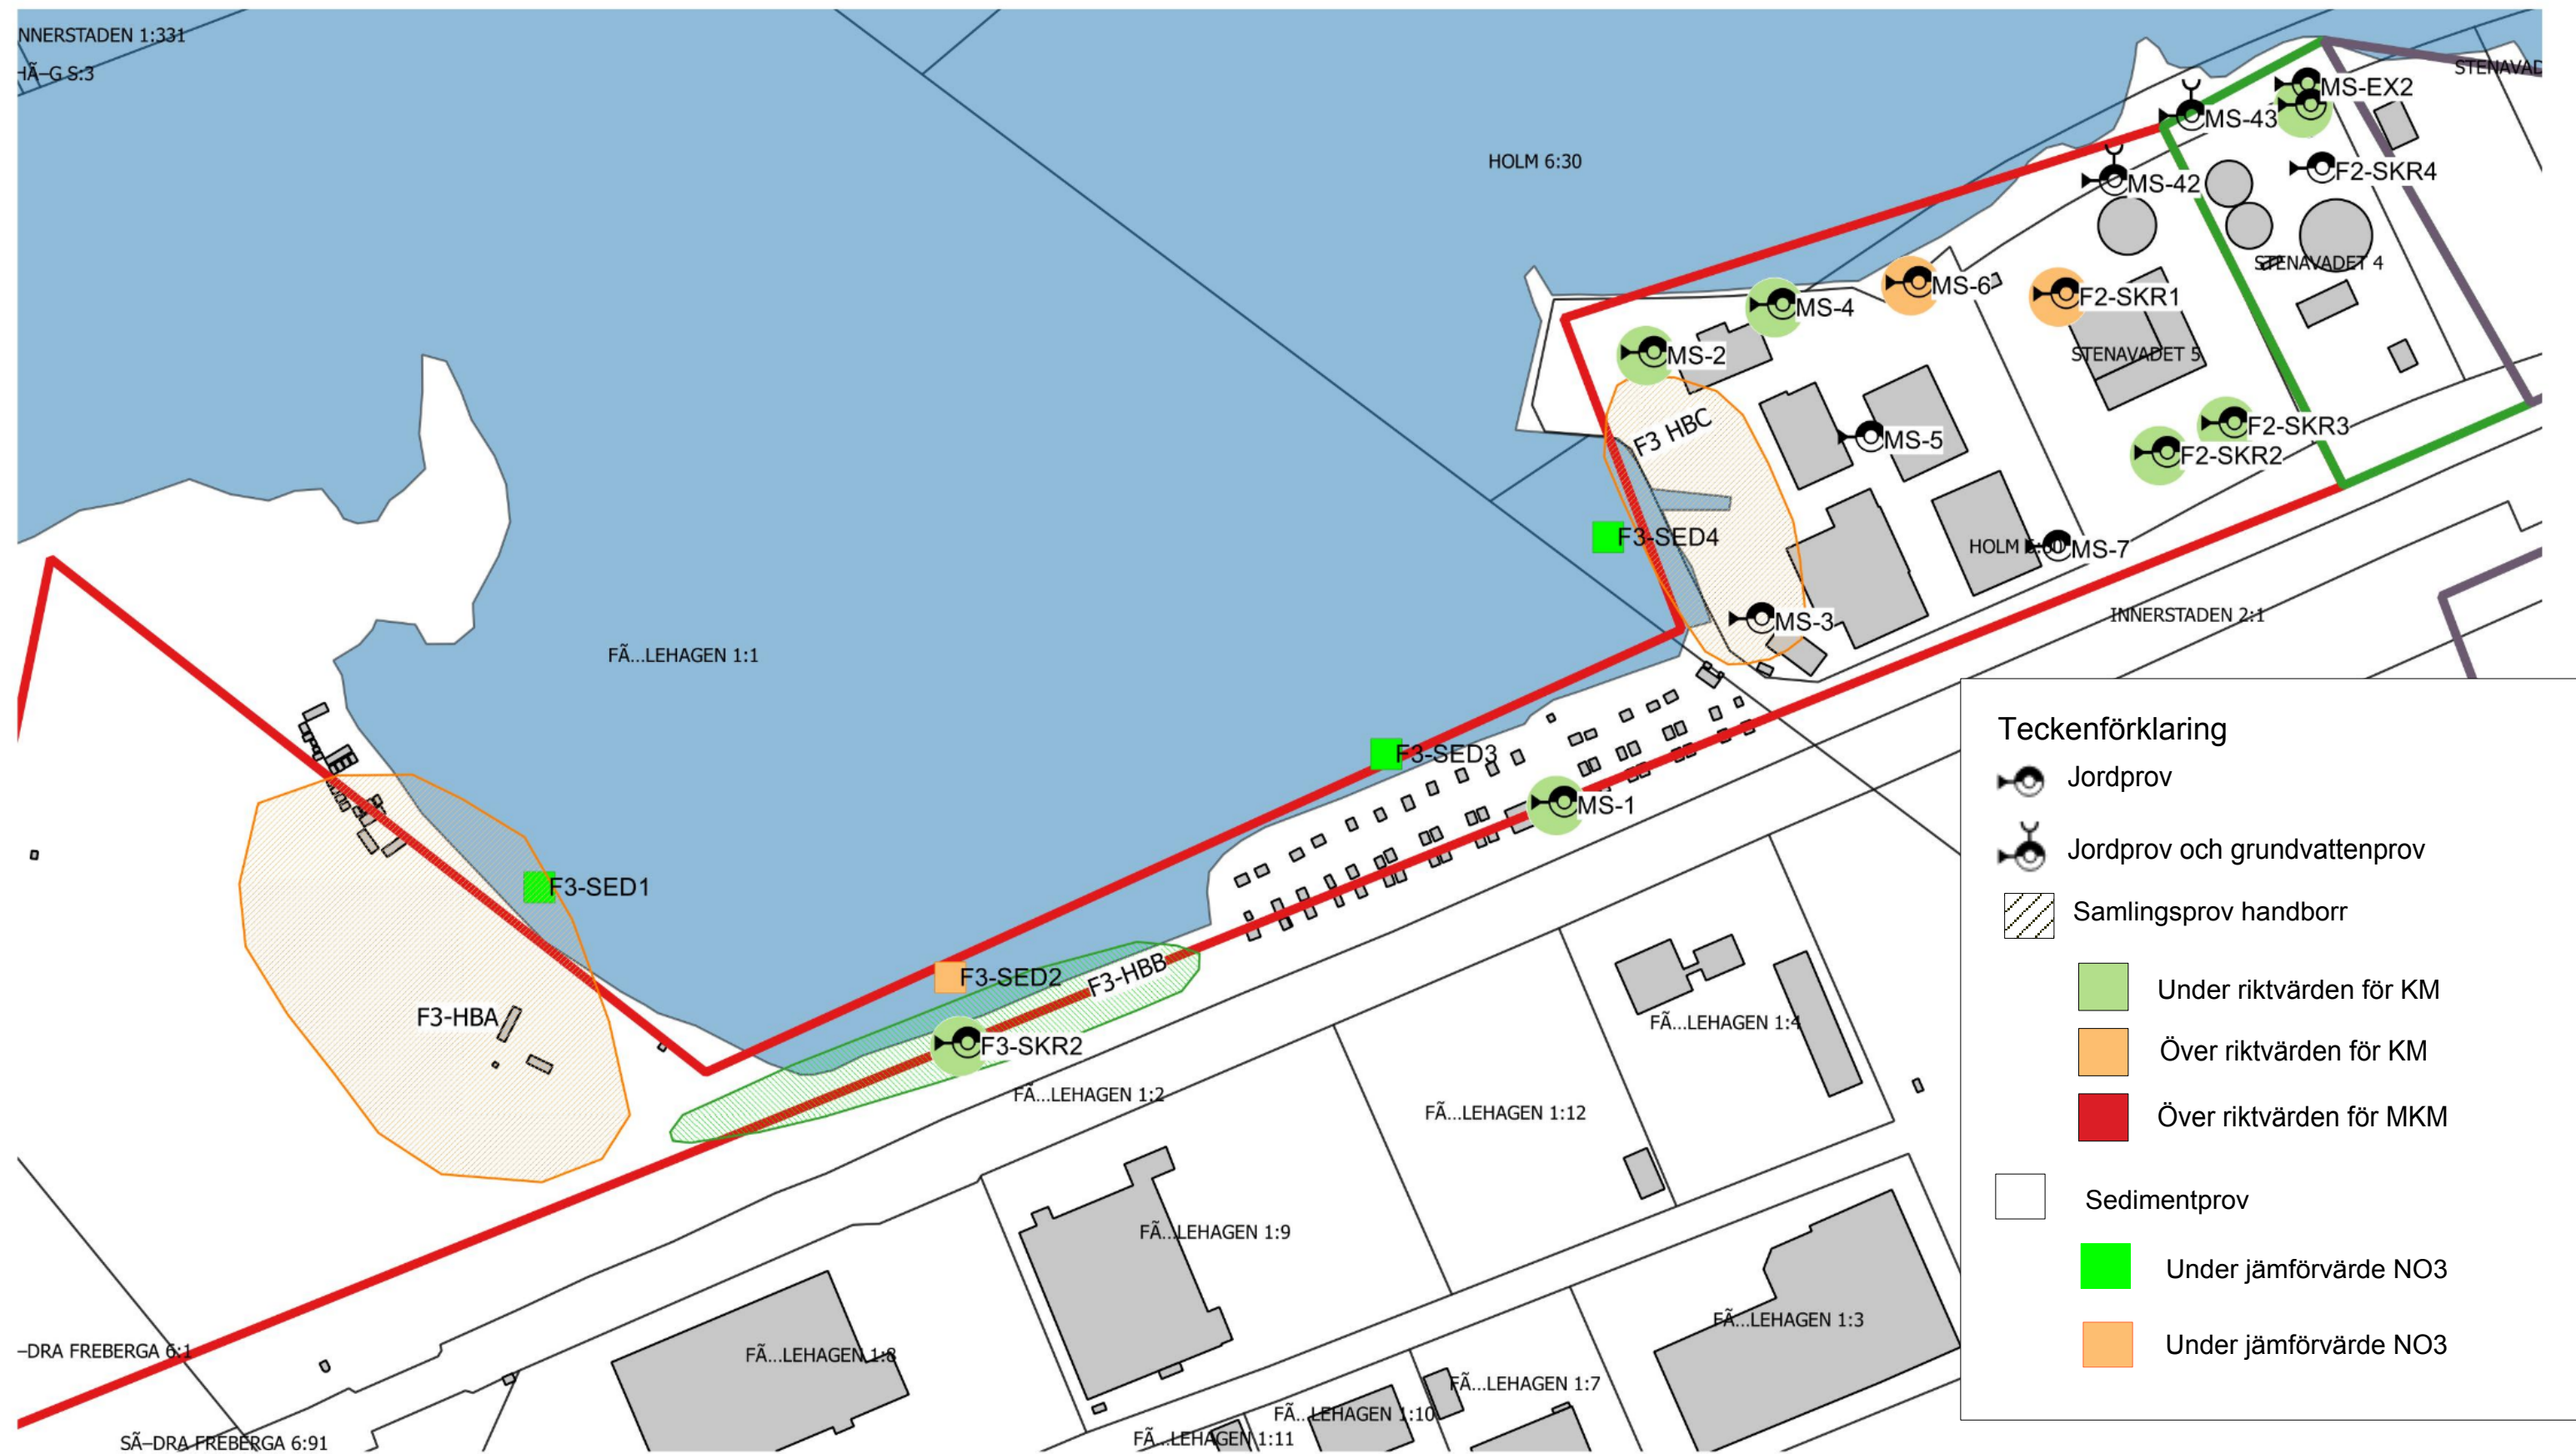 NNERSTADEN 1:331
HÃ–G S:3
STENAVAD
MS-EX2
MS-43
HOLM 6:30
F2-SKR4
MS-42
STENAVADET 4
MS-6
F2-SKR1
MS-4
STENAVADET 5
MS-2
F3 HBC
F2-SKR3
MS-5
F2-SKR2
F3-SED4
HOLM
MS-7
INNERSTADEN 2:1
MS-3
FÃ…LEHAGEN 1:1
F3-SED3
MS-1
F3-SED1
F3-SED2
F3-HBB
F3-HBA
F3-SKR2
FÃ…LEHAGEN 1:4
FÃ…LEHAGEN 1:2
FÃ…LEHAGEN 1:12
FÃ…LEHAGEN 1:9
FÃ…LEHAGEN 1:3
–DRA FREBERGA 6:1
FÃ…LEHAGEN 1:8
FÃ…LEHAGEN 1:7
FÃ…LEHAGEN 1:10
FÃ…LEHAGEN 1:11
SÃ–DRA FREBERGA 6:91
Teckenförklaring
Jordprov
Jordprov och grundvattenprov
Samlingsprov handborr
Under riktvärden för KM
Över riktvärden för KM
Över riktvärden för MKM
Sedimentprov
Under jämförvärde NO3
Under jämförvärde NO3